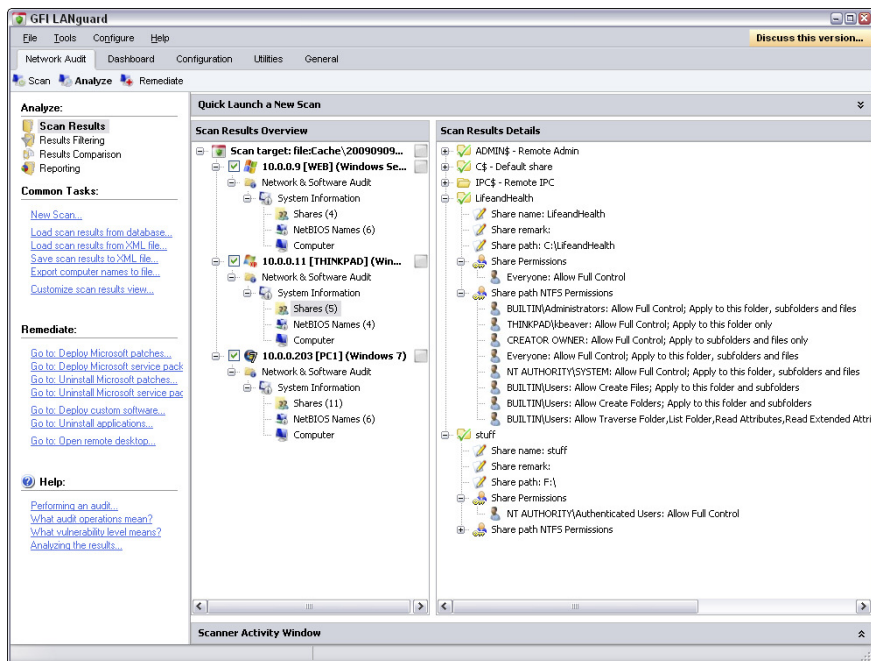 GFI LANguard
File Tools Configure Help
Discuss this version...
Network Audit Dashboard Configuration Utilities General
Scan Analyze Remediate
Analyze:
Scan Results
Results Filtering
Results Comparison
Reporting
Common Tasks:
New Scan...
Load scan results from database...
Load scan results from XML file...
Save scan results to XML file...
Export computer names to file...
Customize scan results view...
Remediate:
Go to: Deploy Microsoft patches...
Go to: Deploy Microsoft service pack
Go to: Uninstall Microsoft patches...
Go to: Uninstall Microsoft service pac
Go to: Deploy custom software...
Go to: Uninstall applications...
Go to: Open remote desktop...
Help:
Performing an audit...
What audit operations mean?
What vulnerability level means?
Analyzing the results...
Quick Launch a New Scan
Scan Results Overview
Scan target: file:Cache\20090909...
10.0.0.9 [WEB] (Windows Se...
Network & Software Audit
System Information
Shares (4)
NetBIOS Names (6)
Computer
10.0.0.11 [THINKPAD] (Win...
Network & Software Audit
System Information
Shares (5)
NetBIOS Names (4)
Computer
10.0.0.203 [PC1] (Windows 7)
Network & Software Audit
System Information
Shares (11)
NetBIOS Names (6)
Computer
Scan Results Details
ADMIN$ - Remote Admin
C$ - Default share
IPC$ - Remote IPC
LifeandHealth
Share name: LifeandHealth
Share remark:
Share path: C:\LifeandHealth
Share Permissions
Everyone: Allow Full Control
Share path NTFS Permissions
BUILTIN\Administrators: Allow Full Control; Apply to this folder, subfolders and files
THINKPAD\kbeaver: Allow Full Control; Apply to this folder only
CREATOR OWNER: Allow Full Control; Apply to subfolders and files only
Everyone: Allow Full Control; Apply to this folder, subfolders and files
NT AUTHORITY\SYSTEM: Allow Full Control; Apply to this folder, subfolders and files
BUILTIN\Users: Allow Create Files; Apply to this folder and subfolders
BUILTIN\Users: Allow Create Folders; Apply to this folder and subfolders
BUILTIN\Users: Allow Traverse Folder,List Folder,Read Attributes,Read Extended Attri
stuff
Share name: stuff
Share remark:
Share path: F:\
Share Permissions
NT AUTHORITY\Authenticated Users: Allow Full Control
Share path NTFS Permissions
Scanner Activity Window